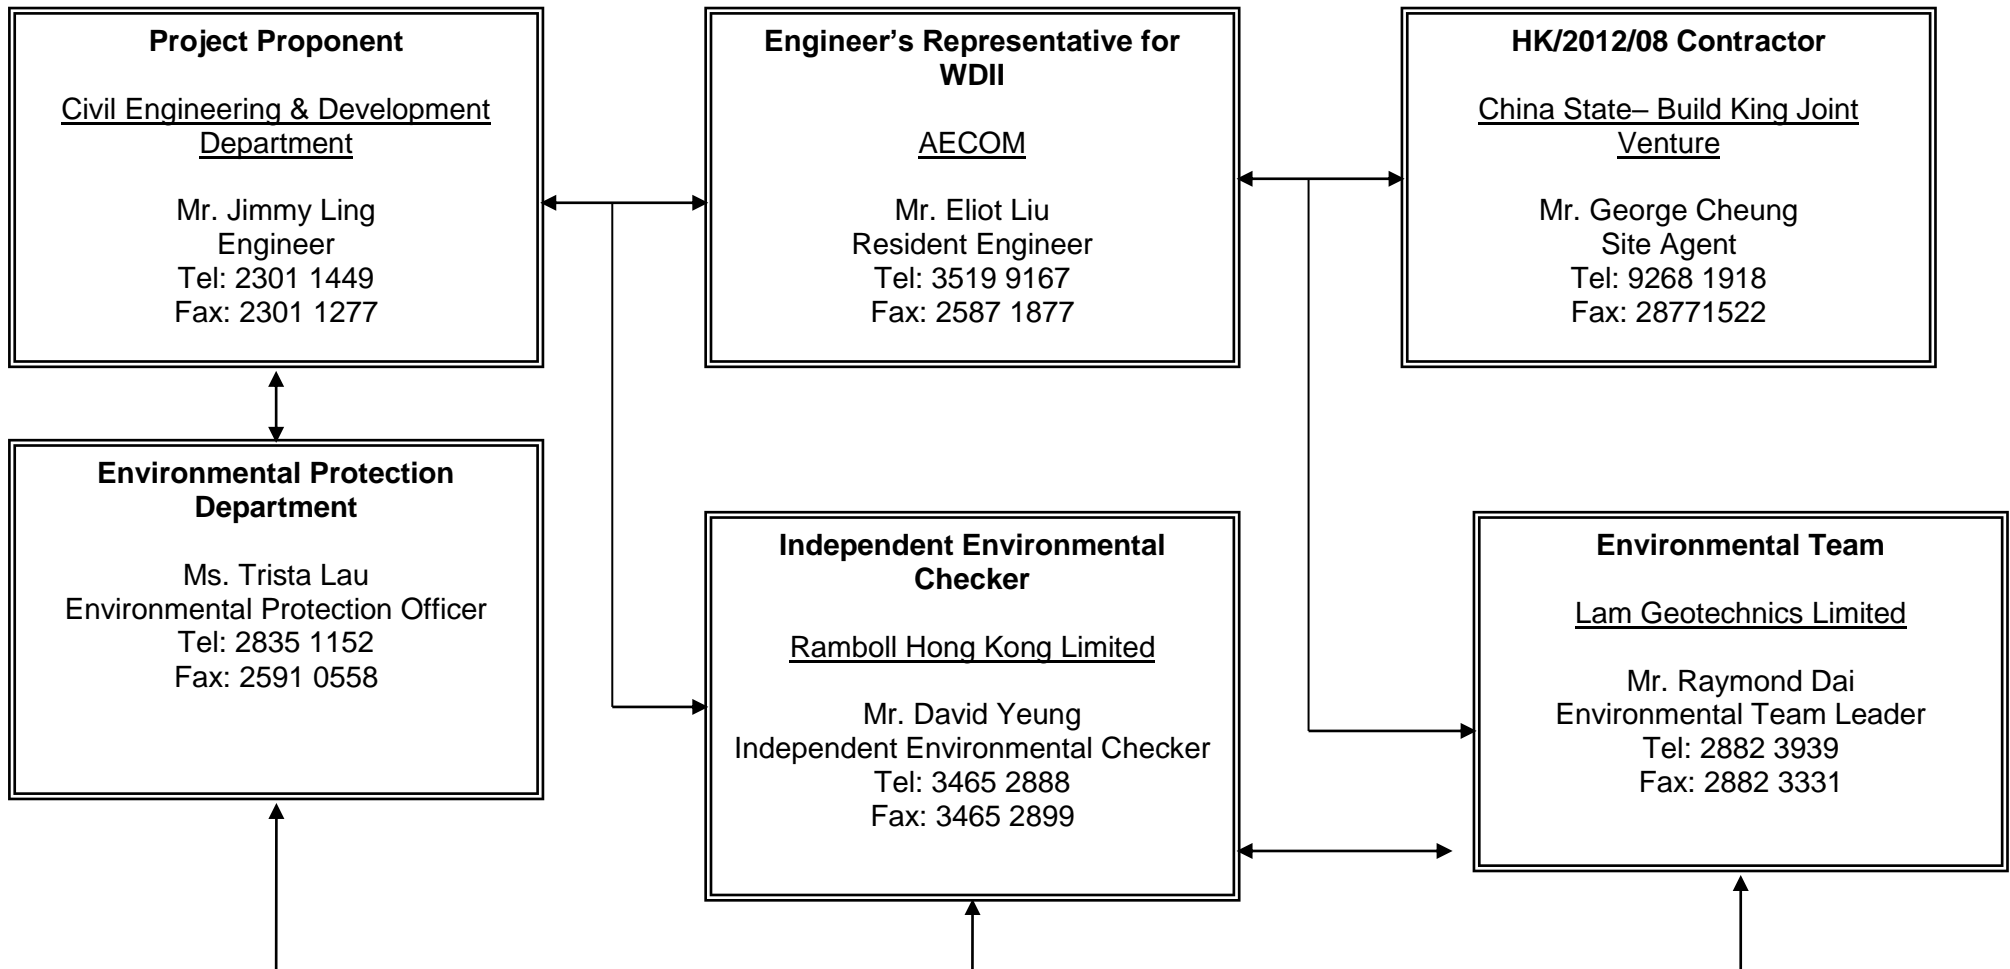 Project Proponent
Civil Engineering & Development
Department
Mr. Jimmy Ling
Engineer
Tel: 2301 1449
Fax: 2301 1277
Engineer’s Representative for
WDII
AECOM
Mr. Eliot Liu
Resident Engineer
Tel: 3519 9167
Fax: 2587 1877
HK/2012/08 Contractor
China State– Build King Joint
Venture
Mr. George Cheung
Site Agent
Tel: 9268 1918
Fax: 28771522
Environmental Protection
Department
Ms. Trista Lau
Environmental Protection Officer
Tel: 2835 1152
Fax: 2591 0558
Independent Environmental
Checker
Ramboll Hong Kong Limited
Mr. David Yeung
Independent Environmental Checker
Tel: 3465 2888
Fax: 3465 2899
Environmental Team
Lam Geotechnics Limited
Mr. Raymond Dai
Environmental Team Leader
Tel: 2882 3939
Fax: 2882 3331